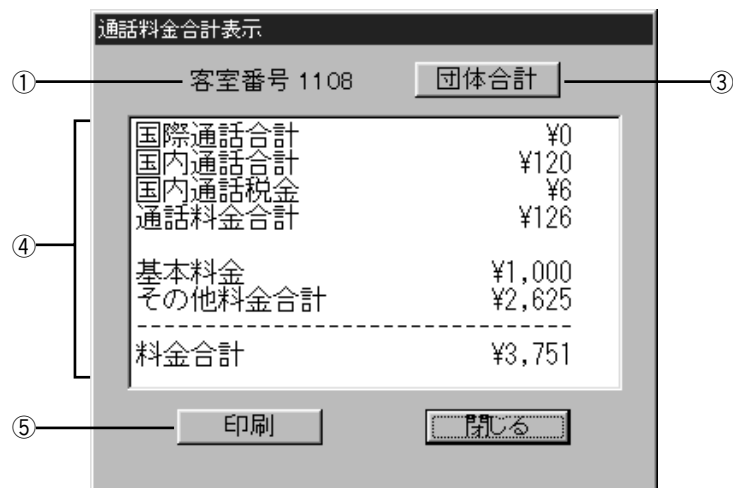 通話料金合計表示
① 客室番号 1108 団体合計 ③
国際通話合計 ¥0
国内通話合計 ¥120
国内通話税金 ¥6
通話料金合計 ¥126
④
基本料金 ¥1,000
その他料金合計 ¥2,625
--------------------------------
料金合計 ¥3,751
⑤ 印刷 閉じる